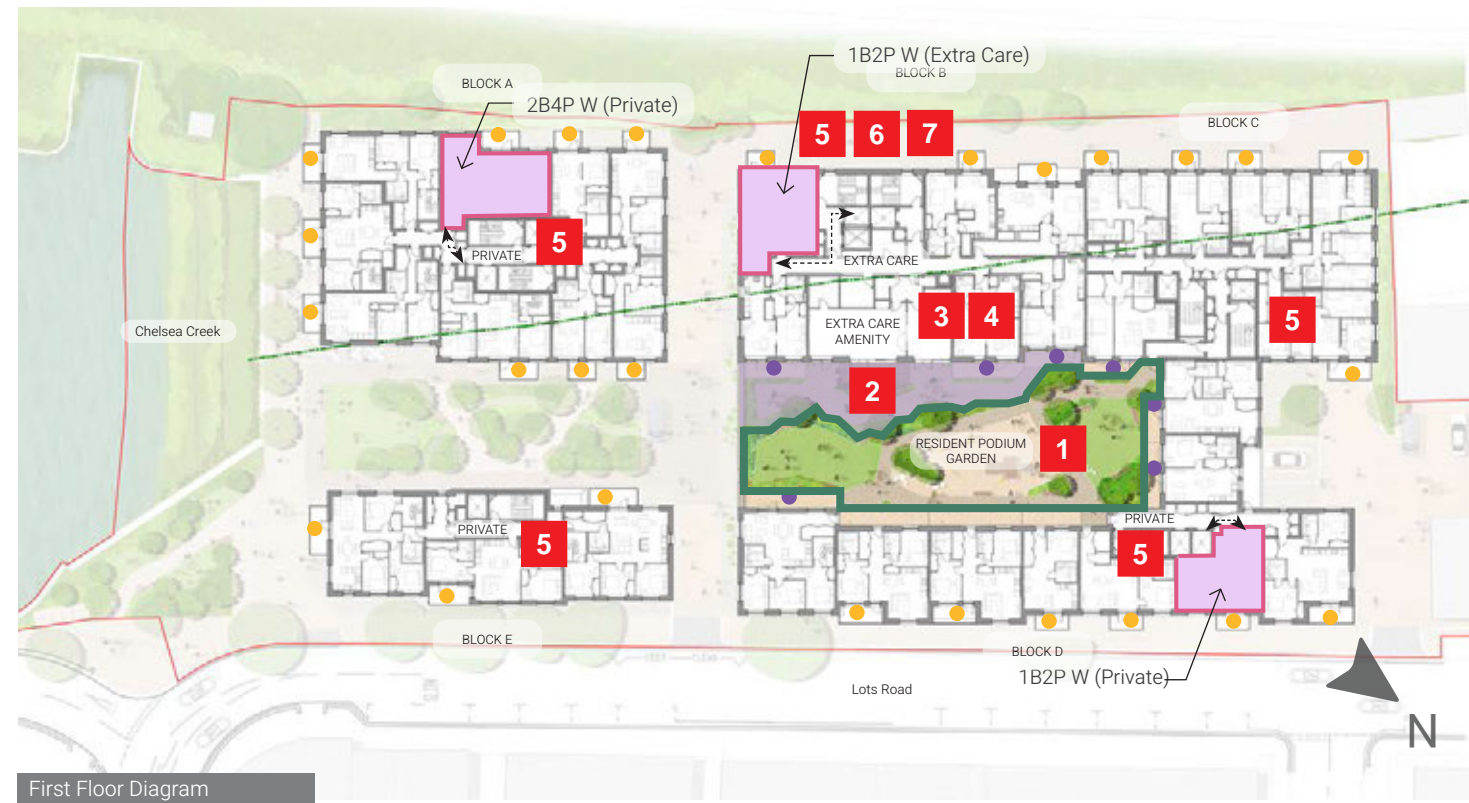 1B2P W (Extra Care)
BLOCK B
BLOCK A
2B4P W (Private)
5 6 7
BLOCK C
PRIVATE
5
EXTRA CARE
Chelsea Creek
EXTRA CARE
AMENITY
3 4
5
2
RESIDENT PODIUM
GARDEN
1
PRIVATE
5
PRIVATE
5
BLOCK E
BLOCK D
1B2P W (Private)
Lots Road
N
First Floor Diagram